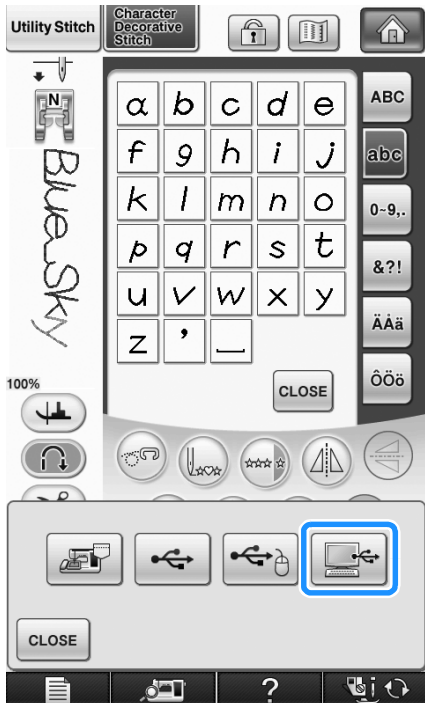 Utility Stitch
Character
Decorative
Stitch
N
Blue_Sky
100%
a b c d e
f g h i j
k l m n o
p q r s t
u v w x y
z ’ _
ABC
abc
0~9,.
&?!
ÄÅä
ÔÖö
CLOSE
CLOSE
?
i